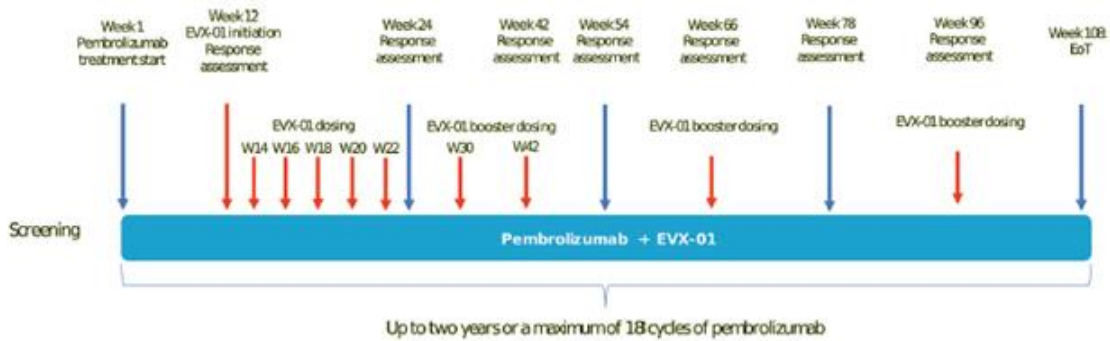 Week 1
Pembrolizumab
treatment start
Week 12
EVX-01 initiation
Response
assessment
Week 24
Response
assessment
Week 42
Response
assessment
Week 54
Response
assessment
Week 66
Response
assessment
Week 78
Response
assessment
Week 96
Response
assessment
Week 108:
EoT
EVX-01 dosing
W14 W16 W18 W20 W22
EVX-01 booster dosing
W30 W42
EVX-01 booster dosing
EVX-01 booster dosing
Screening
Pembrolizumab + EVX-01
Up to two years or a maximum of 18 cycles of pembrolizumab